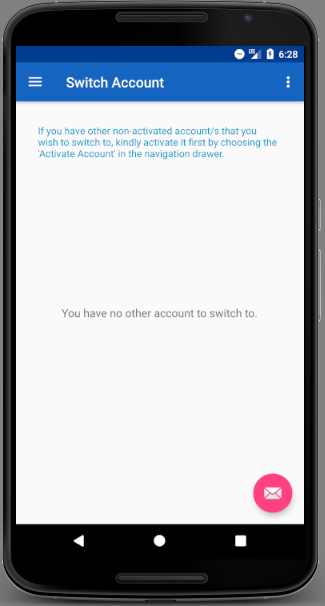 6:28
Switch Account
If you have other non-activated account/s that you
wish to switch to, kindly activate it first by choosing the
'Activate Account' in the navigation drawer.
You have no other account to switch to.